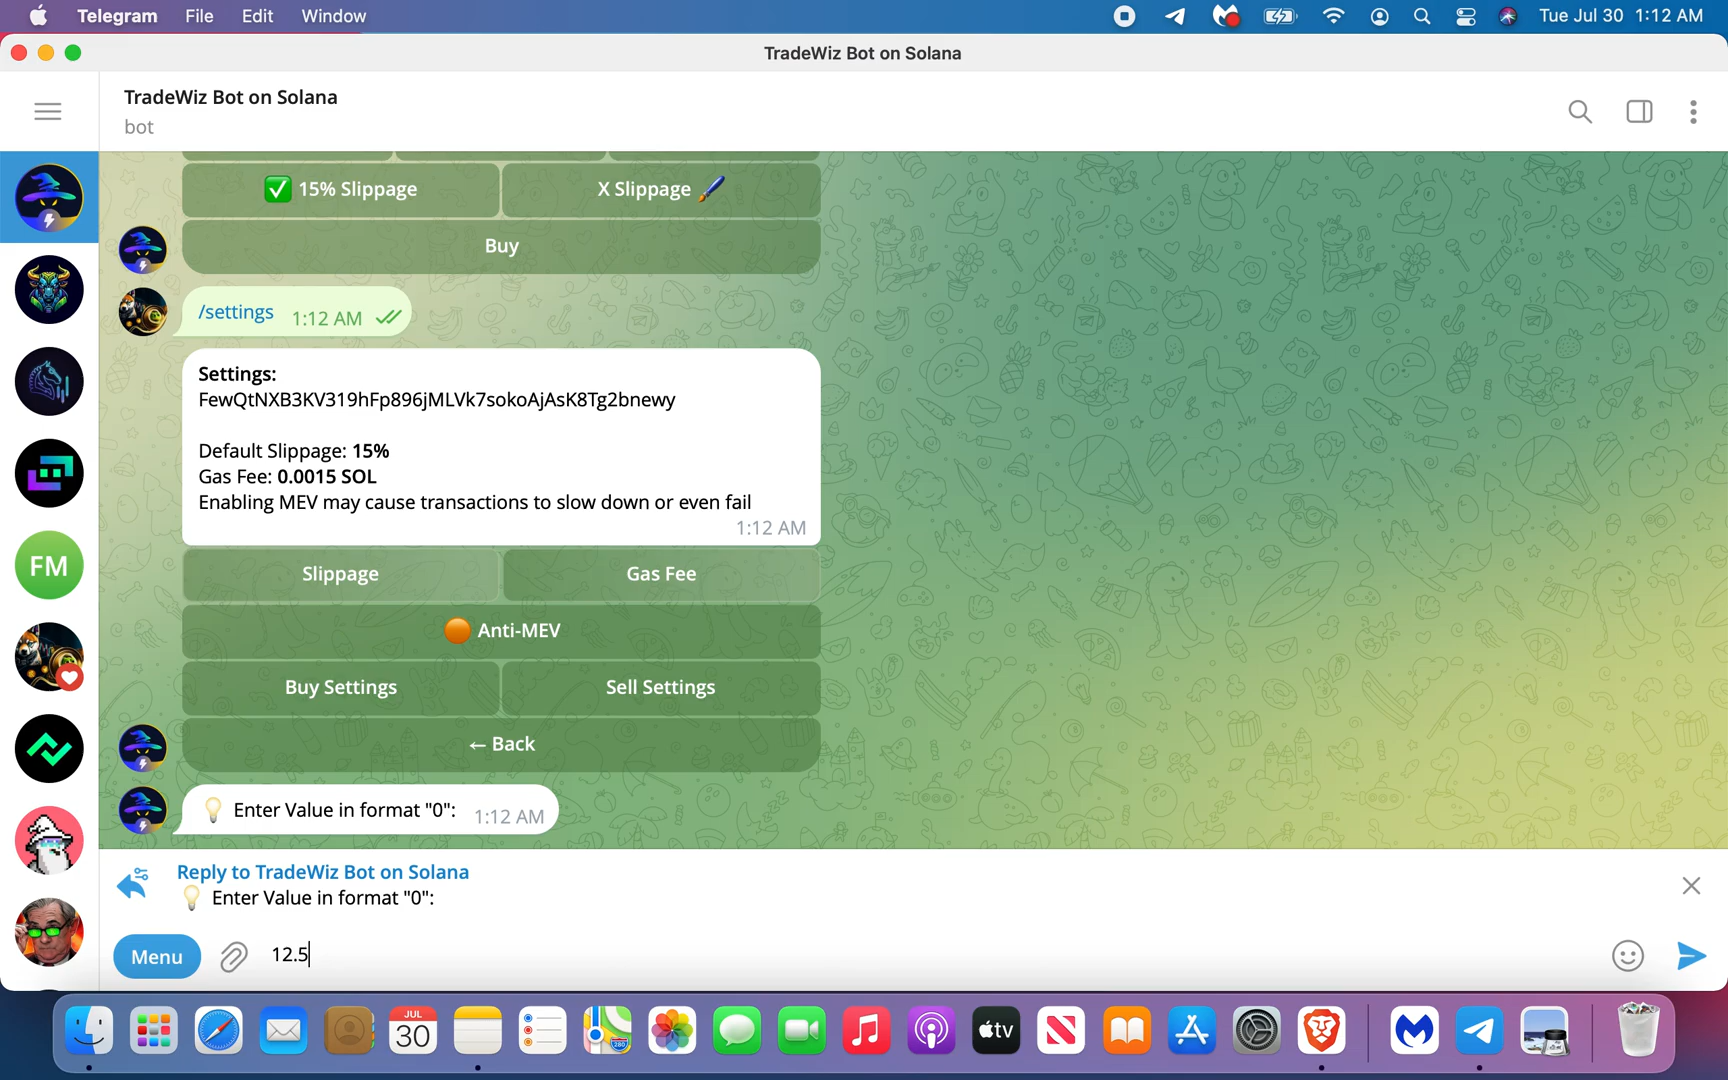 Telegram File Edit Window Tue Jul 30 1:12 AM
TradeWiz Bot on Solana
TradeWiz Bot on Solana
bot
✅ 15% Slippage X Slippage 🖌️
Buy
/settings 1:12 AM
Settings:
FewQtNXB3KV319hFp896jMLVk7sokoAjAsK8Tg2bnewy
Default Slippage: 15%
Gas Fee: 0.0015 SOL
Enabling MEV may cause transactions to slow down or even fail
1:12 AM
Slippage Gas Fee
🟠 Anti-MEV
Buy Settings Sell Settings
← Back
💡 Enter Value in format "0": 1:12 AM
FM
Reply to TradeWiz Bot on Solana
💡 Enter Value in format "0":
Menu 12.5
JUL
30
280
tv